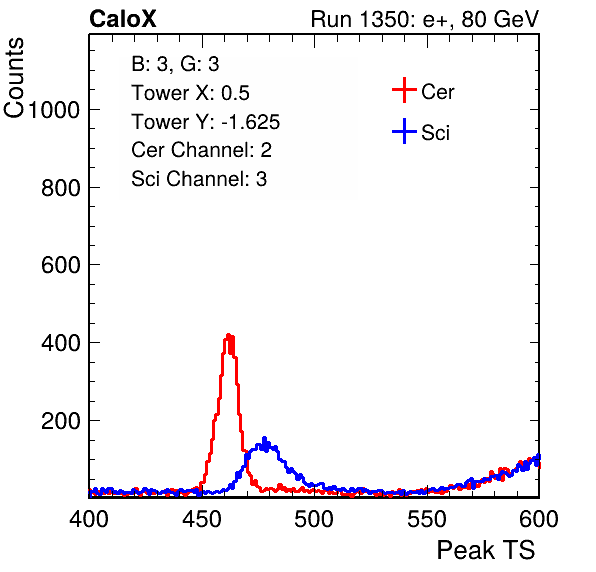 CaloX Run 1350: e+, 80 GeV
Counts
B: 3, G: 3
Tower X: 0.5
Tower Y: -1.625
Cer Channel: 2
Sci Channel: 3
Cer
Sci
1000
800
600
400
200
400 450 500 550 600
Peak TS